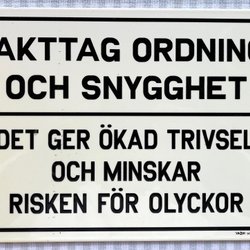 AKTTAG ORDNING
OCH SNYGGHET
DET GER ÖKAD TRIVSEL
OCH MINSKAR
RISKEN FÖR OLYCKOR